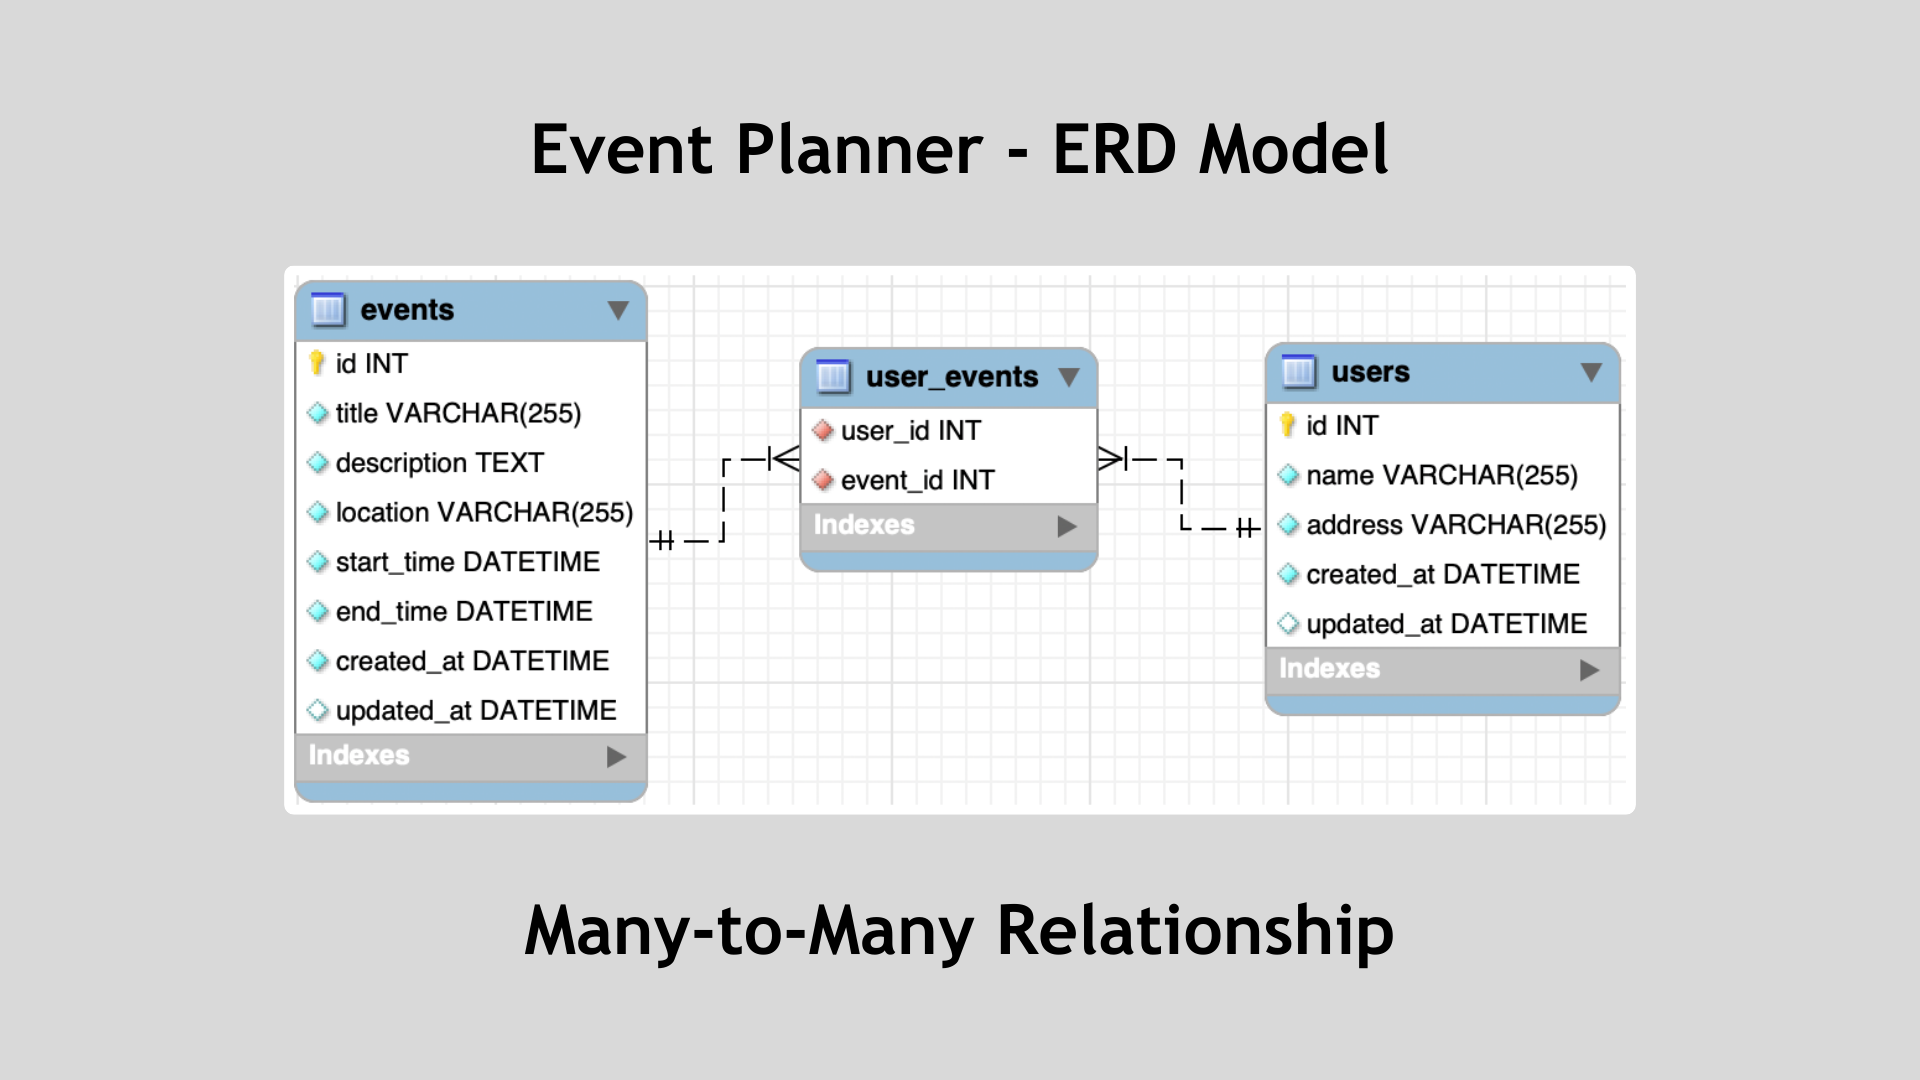 Event Planner - ERD Model
events
id INT
title VARCHAR(255)
description TEXT
location VARCHAR(255)
start_time DATETIME
end_time DATETIME
created_at DATETIME
updated_at DATETIME
Indexes
user_events
user_id INT
event_id INT
Indexes
users
id INT
name VARCHAR(255)
address VARCHAR(255)
created_at DATETIME
updated_at DATETIME
Indexes
Many-to-Many Relationship